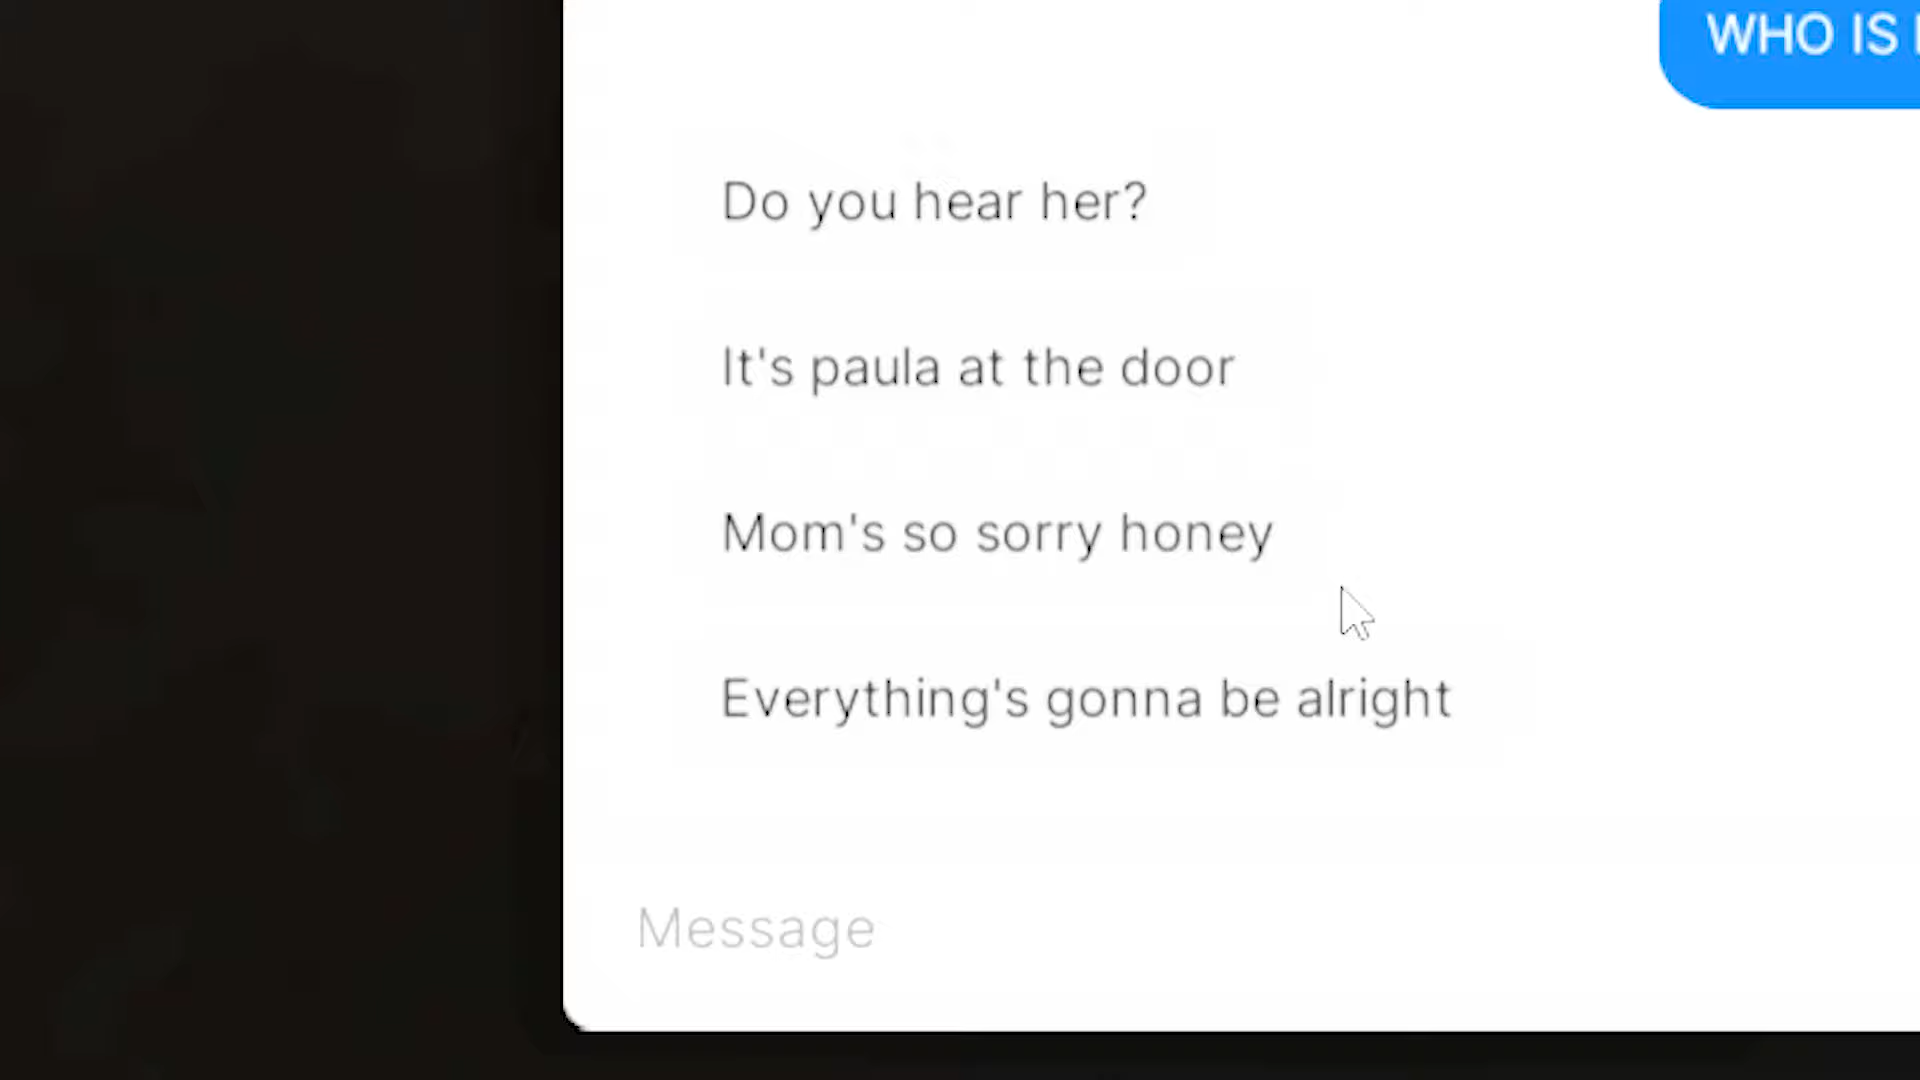 WHO IS
Do you hear her?
It's paula at the door
Mom's so sorry honey
Everything's gonna be alright
Message